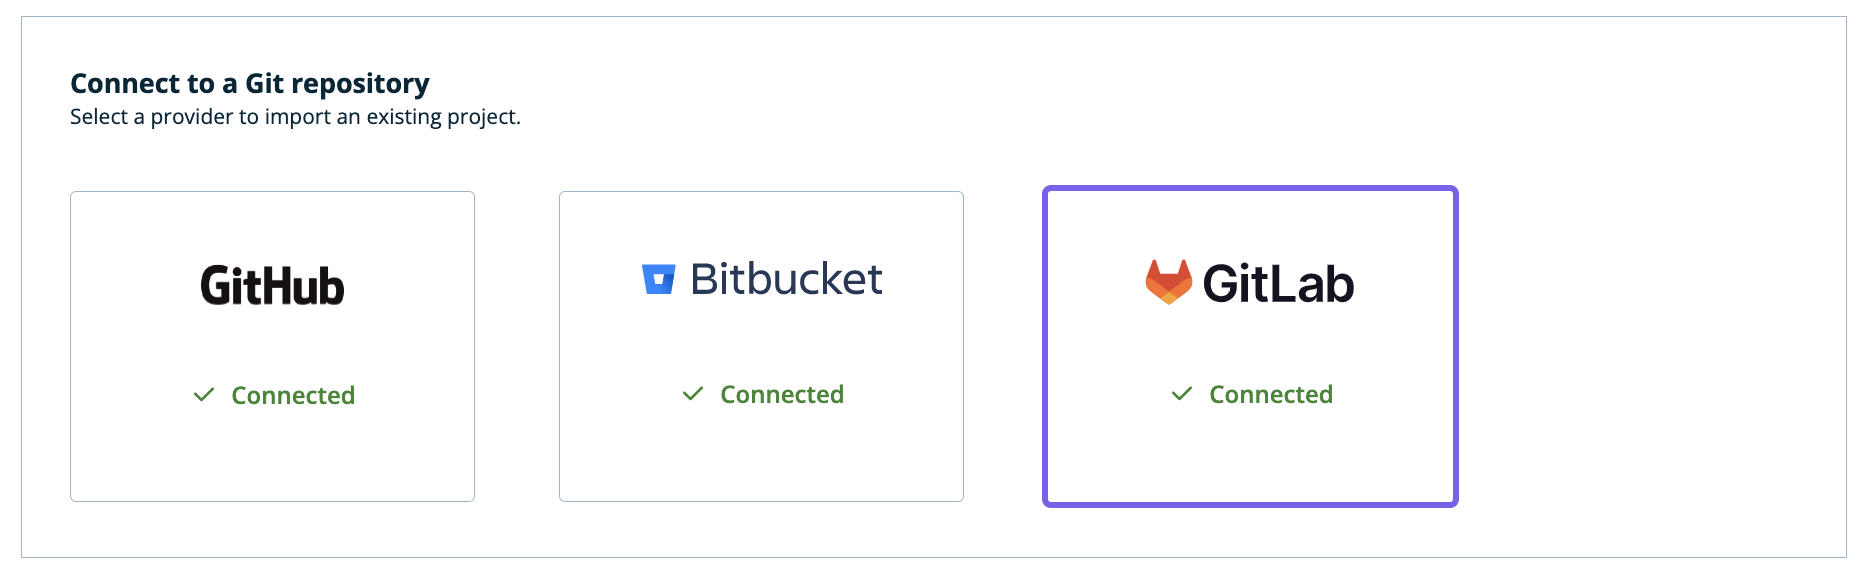 Connect to a Git repository
Select a provider to import an existing project.
GitHub
Bitbucket
GitLab
Connected
Connected
Connected